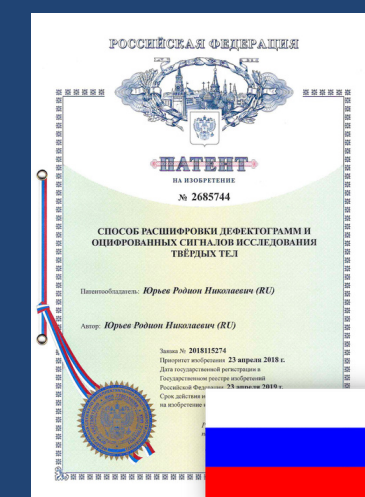 РОССИЙСКАЯ ФЕДЕРАЦИЯ
ПАТЕНТ
НА ИЗОБРЕТЕНИЕ
№ 2685744
СПОСОБ РАСШИФРОВКИ ДЕФЕКТОГРАММ И
ОЦИФРОВАННЫХ СИГНАЛОВ ИССЛЕДОВАНИЯ
ТВЁРДЫХ ТЕЛ
Патентообладатель: Юрьев Родион Николаевич (RU)
Автор: Юрьев Родион Николаевич (RU)
Заявка № 2018115274
Приоритет изобретения 23 апреля 2018 г.
Дата государственной регистрации в
Государственном реестре изобретений
Российской Федерации 23 апреля 2019 г.
Срок действия
на изобретение